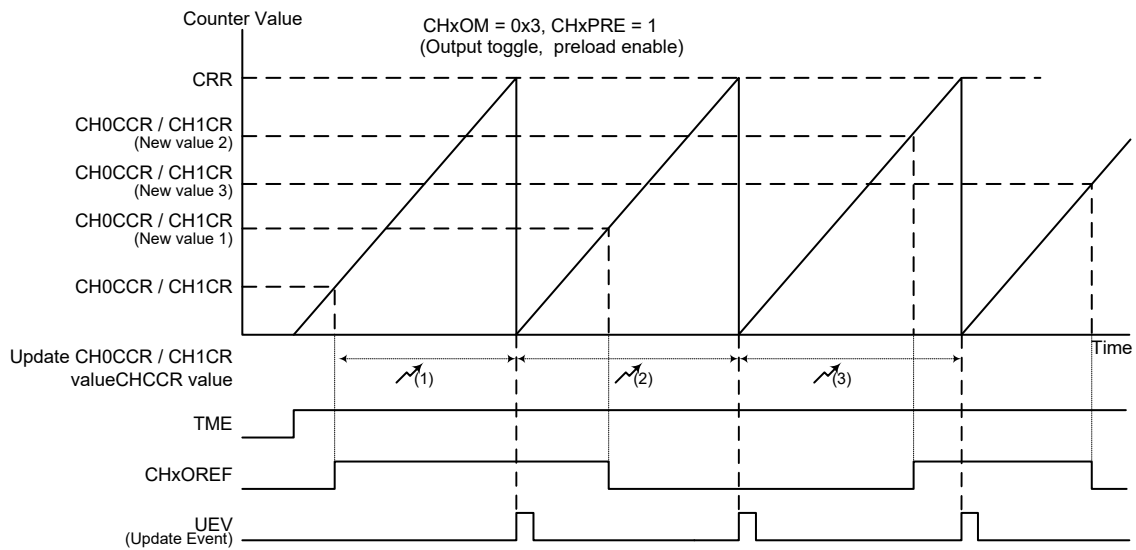 Counter Value
CHxOM = 0x3, CHxPRE = 1
(Output toggle, preload enable)
CRR
CH0CCR / CH1CR
(New value 2)
CH0CCR / CH1CR
(New value 3)
CH0CCR / CH1CR
(New value 1)
CH0CCR / CH1CR
Time
Update CH0CCR / CH1CR
valueCHCCR value
(1)
(2)
(3)
TME
CHxOREF
UEV
(Update Event)